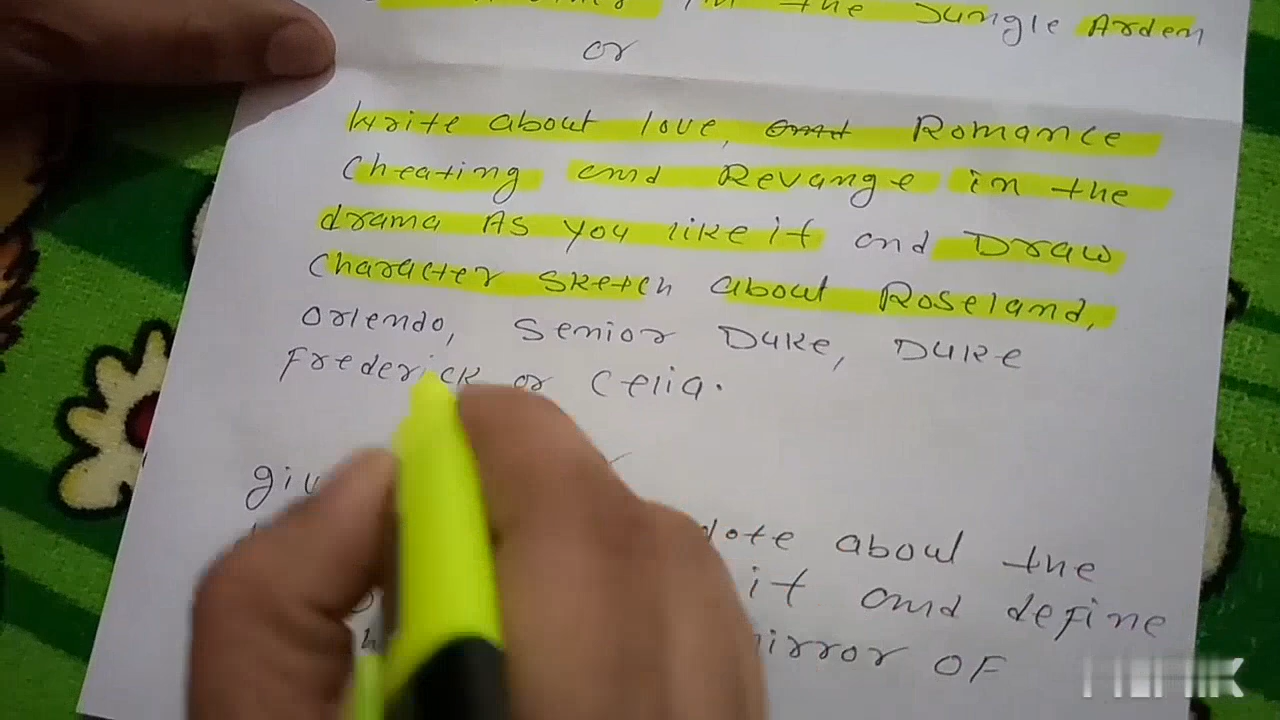 in the Jungle Arden
or
Write about love, and Romance
Cheating and Revange in the
drama As you like it and Draw
Character Sketch about Roseland,
Orlendo, Senior Duke, Duke
Frederick or Celia.
about the
it and define
OF